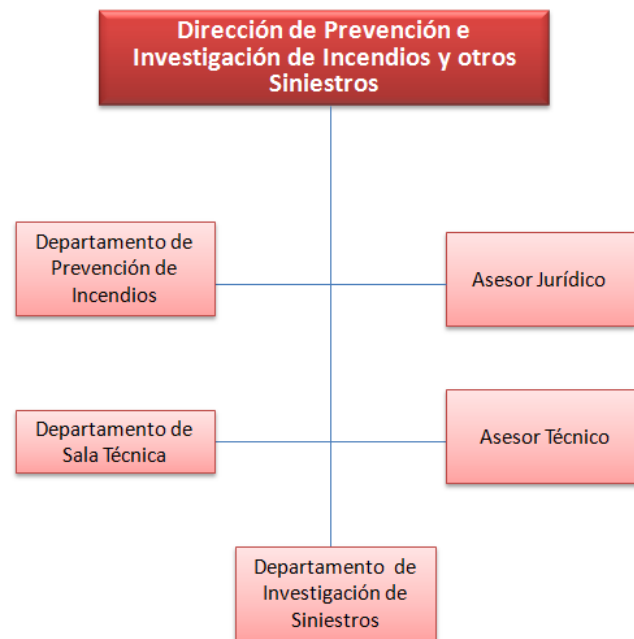 Dirección de Prevención e
Investigación de Incendios y otros
Siniestros
Departamento de
Prevención de
Incendios
Asesor Jurídico
Departamento de
Sala Técnica
Asesor Técnico
Departamento de
Investigación de
Siniestros